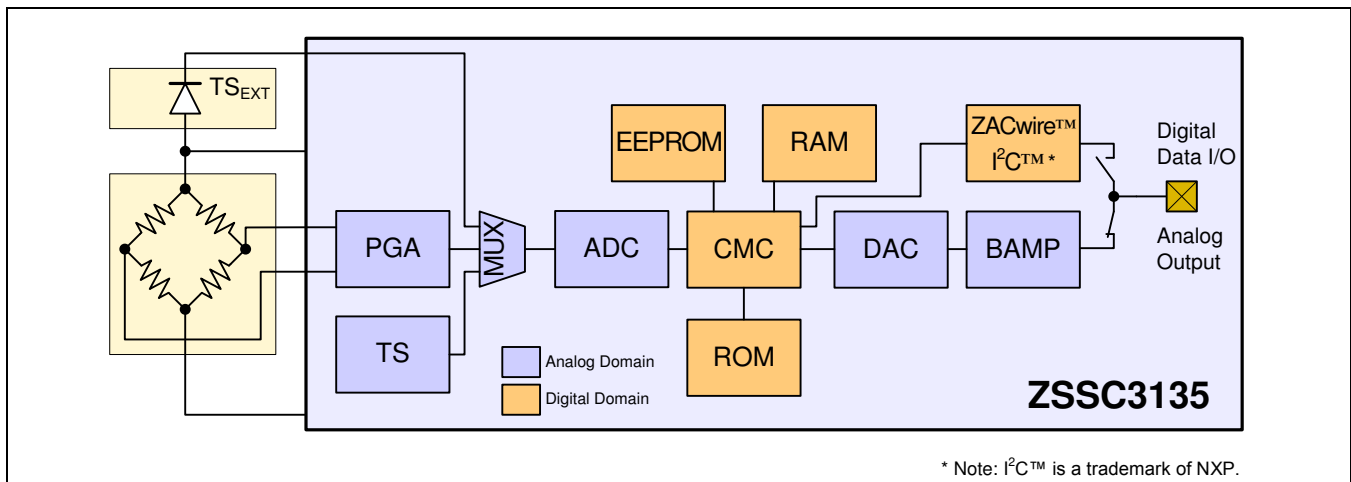 TSEXT
EEPROM
RAM
ZACwire™
I²C™ *
Digital
Data I/O
PGA
MUX
ADC
CMC
DAC
BAMP
Analog
Output
TS
Analog Domain
Digital Domain
ROM
ZSSC3135
* Note: I²C™ is a trademark of NXP.